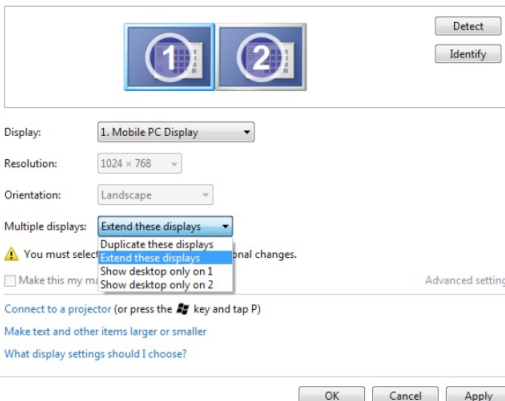 1 2
Detect
Identify
Display: 1. Mobile PC Display
Resolution: 1024 × 768
Orientation: Landscape
Multiple displays: Extend these displays
Duplicate these displays
You must select onal changes.
Extend these displays
Show desktop only on 1
Make this my ma Advanced setting
Show desktop only on 2
Connect to a projector (or press the key and tap P)
Make text and other items larger or smaller
What display settings should I choose?
OK Cancel Apply